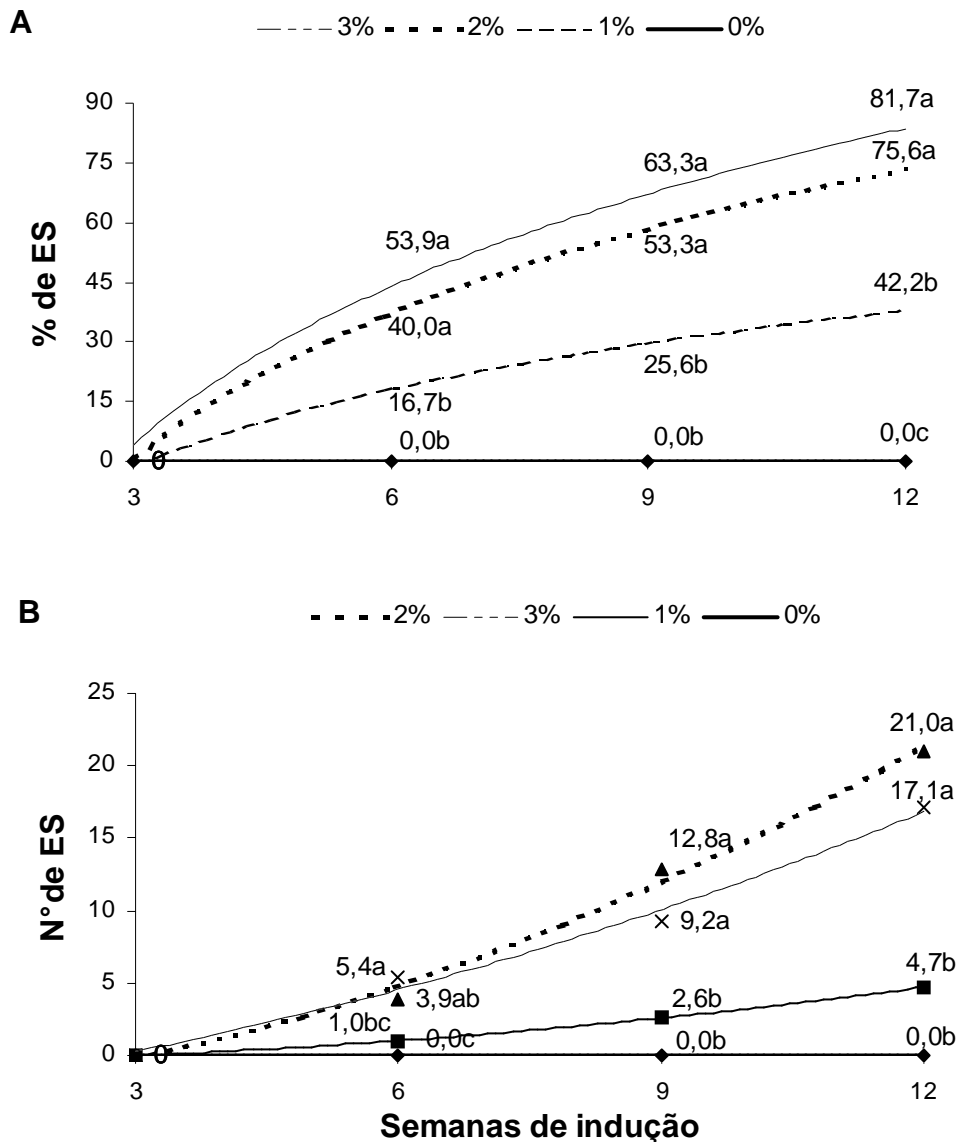 A
3% 2% 1% 0%
% de ES
90
75
60
45
30
15
0
81,7a
75,6a
63,3a
53,9a
53,3a
42,2b
40,0a
25,6b
16,7b
0,0b 0,0b 0,0c
0
3 6 9 12
B
2% 3% 1% 0%
N° de ES
25
20
15
10
5
0
21,0a
17,1a
12,8a
9,2a
5,4a
3,9ab
4,7b
2,6b
1,0bc
0,0c 0,0b 0,0b
0
3 6 9 12
Semanas de indução